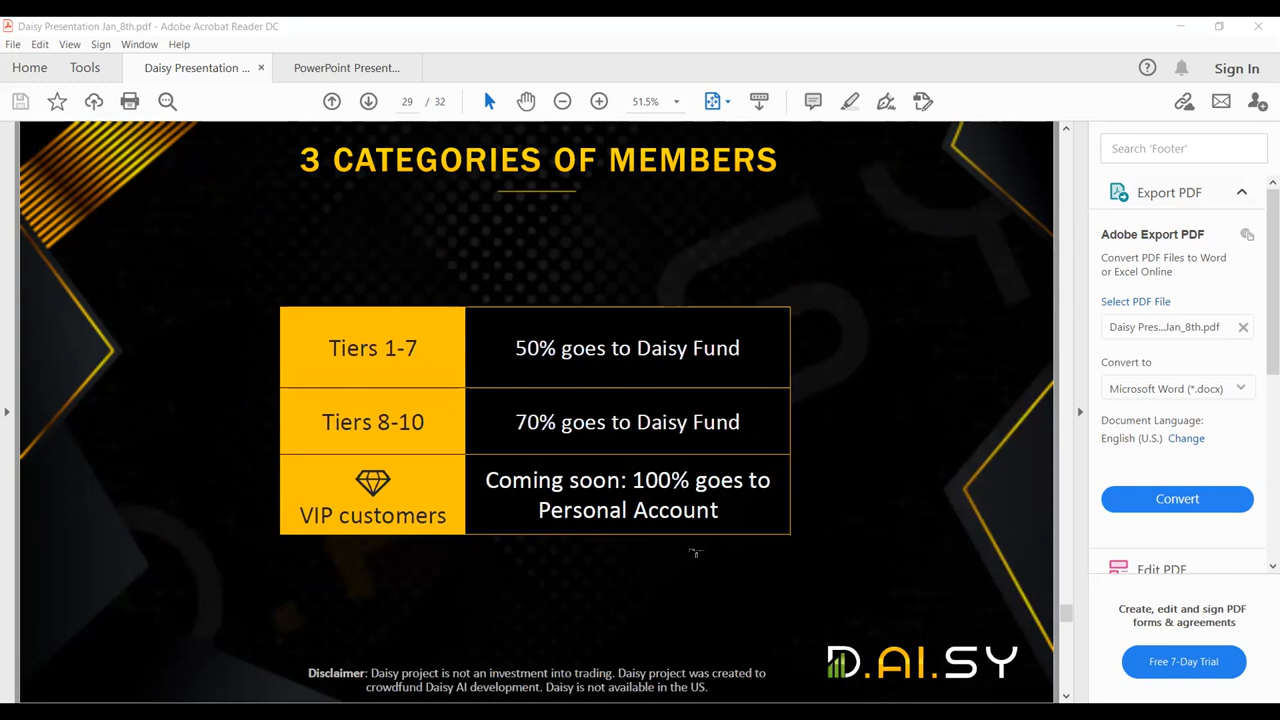 Daisy Presentation Jan_8th.pdf - Adobe Acrobat Reader DC
File Edit View Sign Window Help
Home Tools Daisy Presentation ... × PowerPoint Present... Sign In
29 / 32 51.5%
3 CATEGORIES OF MEMBERS
Tiers 1-7 50% goes to Daisy Fund
Tiers 8-10 70% goes to Daisy Fund
VIP customers Coming soon: 100% goes to
Personal Account
Disclaimer: Daisy project is not an investment into trading. Daisy project was created to
crowdfund Daisy AI development. Daisy is not available in the US.
D.AI.SY
Search 'Footer'
Export PDF
Adobe Export PDF
Convert PDF Files to Word
or Excel Online
Select PDF File
Daisy Pres...Jan_8th.pdf
Convert to
Microsoft Word (*.docx)
Document Language:
English (U.S.) Change
Convert
Edit PDF
Create, edit and sign PDF
forms & agreements
Free 7-Day Trial